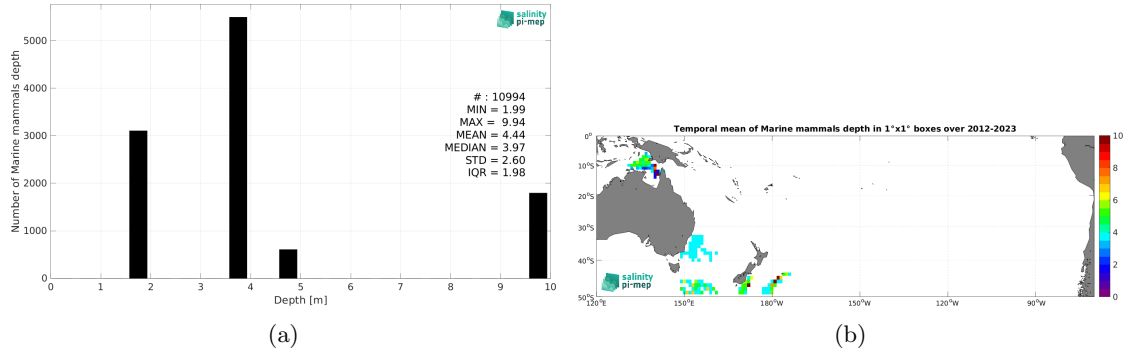 salinity
pi-mep
Number of Marine mammals depth
5000
4000
3000
2000
1000
0
# : 10994
MIN = 1.99
MAX = 9.94
MEAN = 4.44
MEDIAN = 3.97
STD = 2.60
IQR = 1.98
0 1 2 3 4 5 6 7 8 9 10
Depth [m]
(a)
Temporal mean of Marine mammals depth in 1°x1° boxes over 2012-2023
0°
10°S
20°S
30°S
40°S
50°S
120°E 150°E 180°W 150°W 120°W 90°W
10
8
6
4
2
0
salinity
pi-mep
(b)